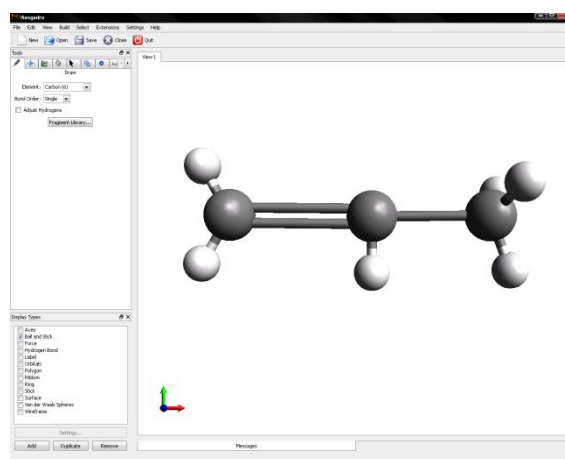 Avogadro
File Edit View Build Select Extensions Settings Help
New Open Save Close Quit
Tools
View 1
Draw
Element: Carbon (6)
Bond Order: Single
Adjust Hydrogens
Fragment Library...
Display Types
Axes
Ball and Stick
Force
Hydrogen Bond
Label
Orbitals
Polygon
Ribbon
Ring
Stick
Surface
Van der Waals Spheres
Wireframe
Settings...
Add Duplicate Remove
Messages